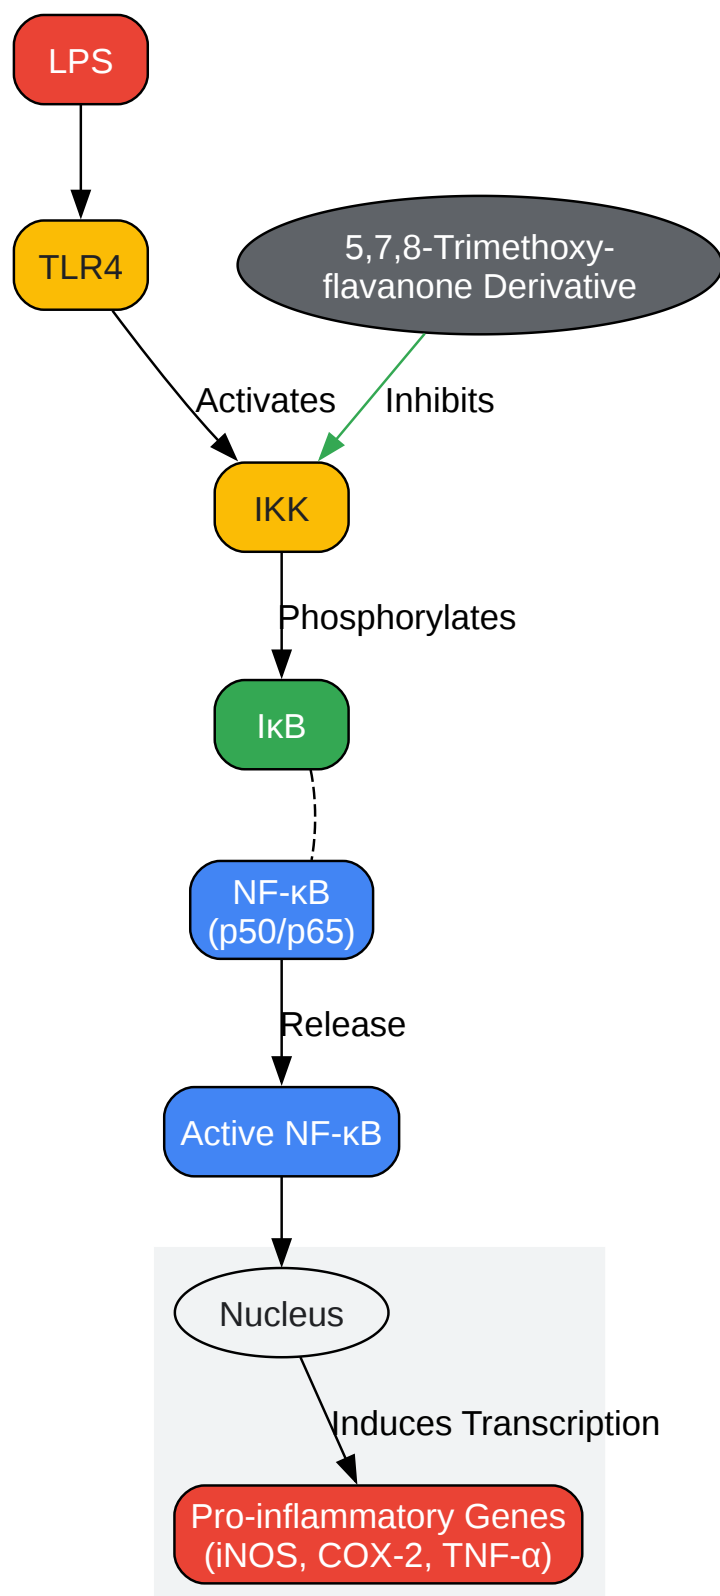 LPS
TLR4
5,7,8-Trimethoxy-
flavanone Derivative
Activates
Inhibits
IKK
Phosphorylates
IκB
NF-κB
(p50/p65)
Release
Active NF-κB
Nucleus
Induces Transcription
Pro-inflammatory Genes
(iNOS, COX-2, TNF-α)